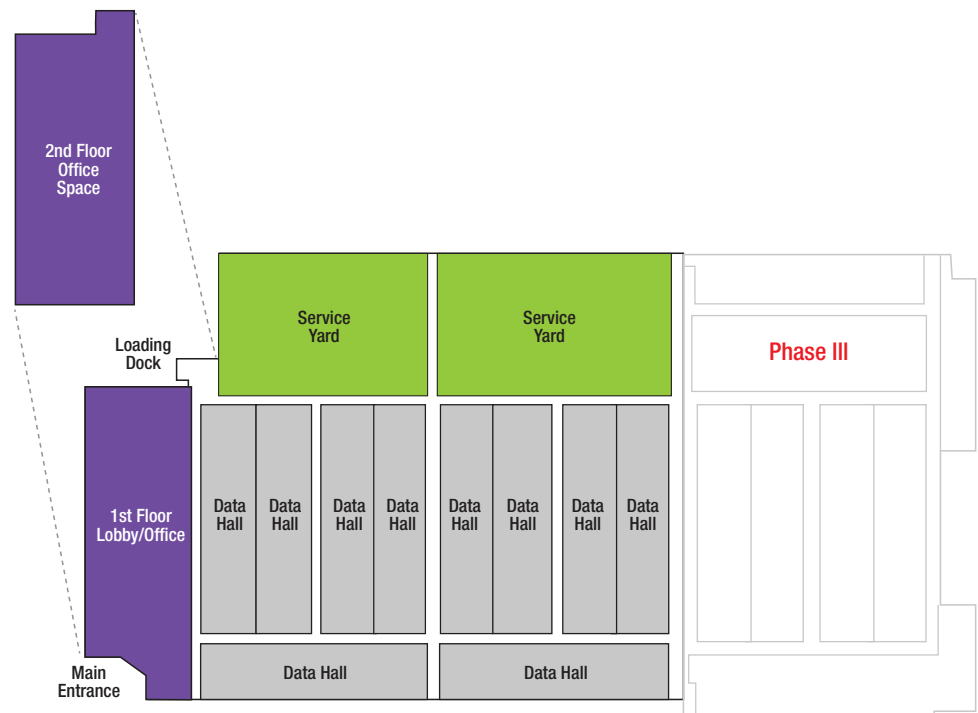 2nd Floor
Office
Space
Service
Yard
Service
Yard
Phase III
Loading
Dock
1st Floor
Lobby/Office
Data
Hall
Data
Hall
Data
Hall
Data
Hall
Data
Hall
Data
Hall
Data
Hall
Data
Hall
Main
Entrance
Data Hall
Data Hall